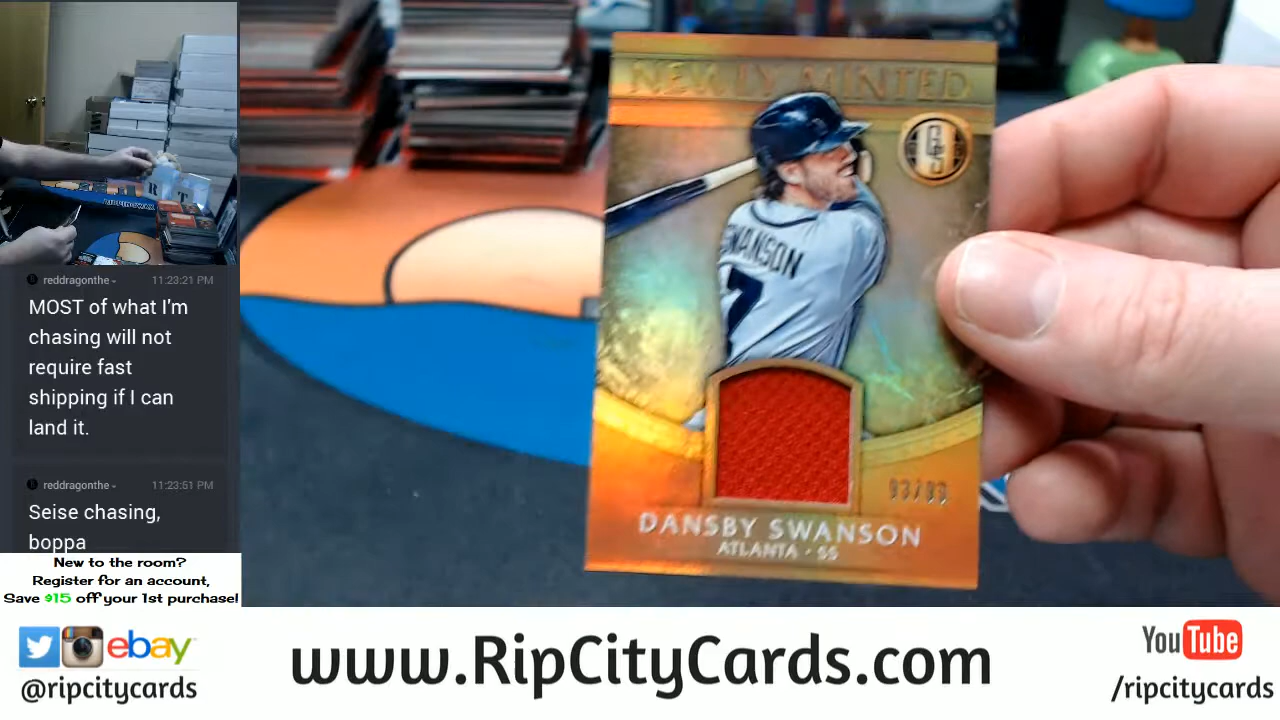 reddragonthe
11:23:21 PM
MOST of what I'm
chasing will not
require fast
shipping if I can
land it.
reddragonthe
11:23:51 PM
Seise chasing,
boppa
New to the room?
Register for an account,
Save $15 off your 1st purchase!
NEWLY MINTED
GS
SWANSON
7
DANSBY SWANSON
ATLANTA · SS
ebay
@ripcitycards
www.RipCityCards.com
YouTube
/ripcitycards